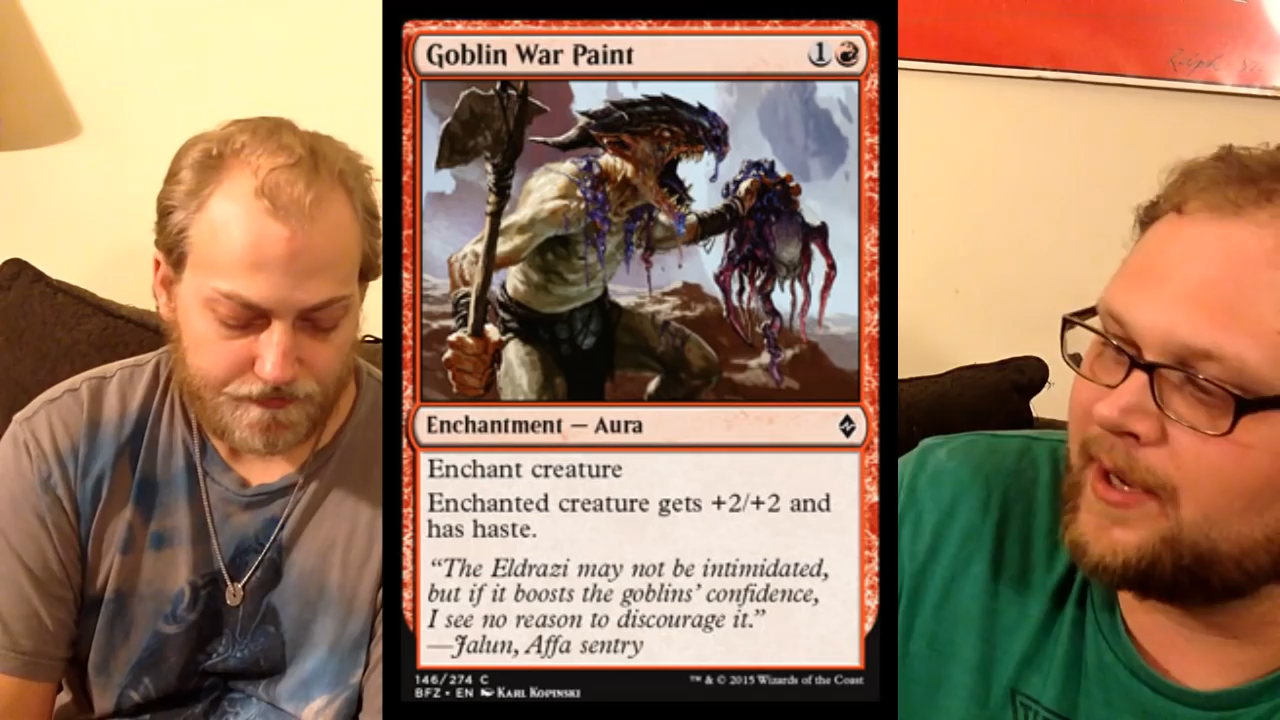 Goblin War Paint 1
Enchantment — Aura
Enchant creature
Enchanted creature gets +2/+2 and
has haste.
“The Eldrazi may not be intimidated,
but if it boosts the goblins’ confidence,
I see no reason to discourage it.”
—Jalun, Affa sentry
146/274 C
BFZ • EN Karl Kopinski
™ & © 2015 Wizards of the Coast